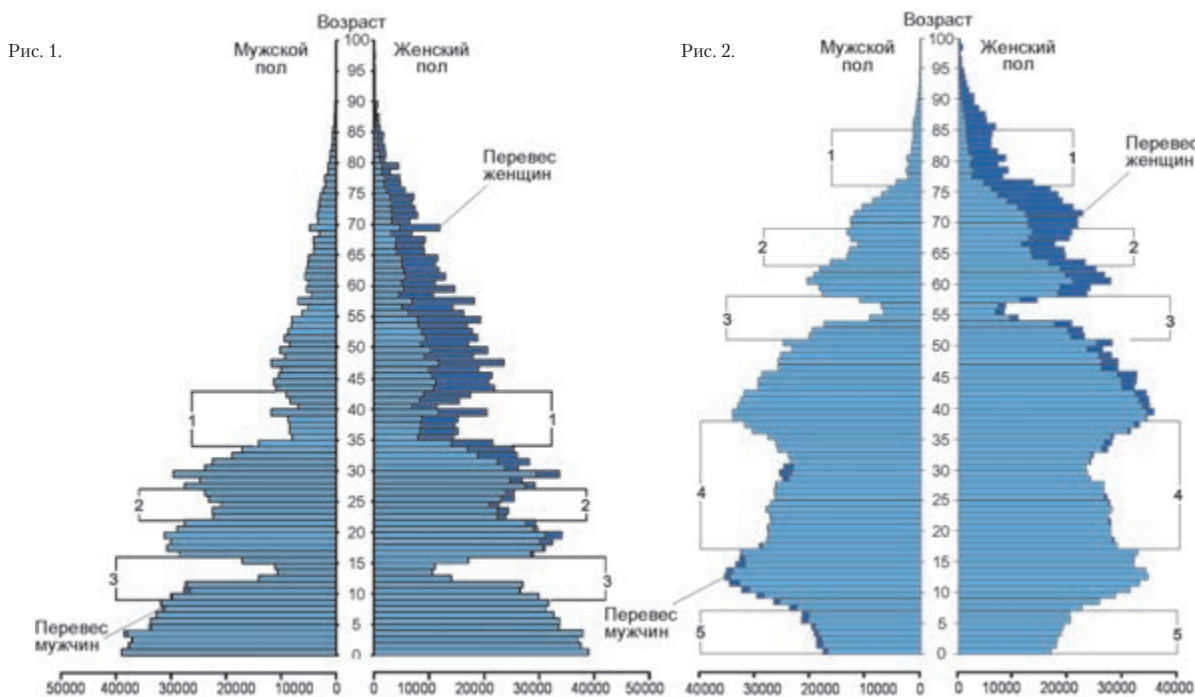 Рис. 1.
Возраст
Мужской
пол
Женский
пол
100
95
90
85
80
75
70
65
60
55
50
45
40
35
30
25
20
15
10
5
0
Перевес
женщин
1
1
2
2
3
3
Перевес
мужчин
50000 40000 30000 20000 10000 0
0 10000 20000 30000 40000 50000
Рис. 2.
Возраст
Мужской
пол
Женский
пол
100
95
90
85
80
75
70
65
60
55
50
45
40
35
30
25
20
15
10
5
0
Перевес
женщин
1
1
2
2
3
3
4
4
5
5
Перевес
мужчин
40000 30000 20000 10000 0
0 10000 20000 30000 40000